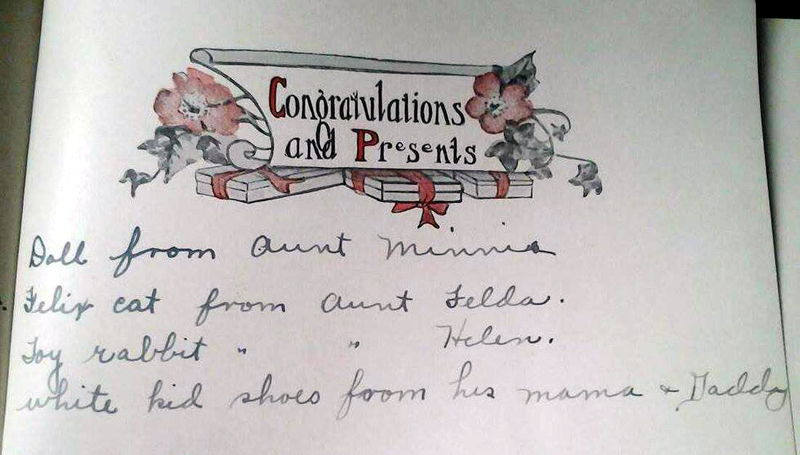 Congratulations
and Presents
Doll from Aunt Minnie
Felix cat from Aunt Zelda.
Toy rabbit " " Helen.
white kid shoes from his mama & Daddy